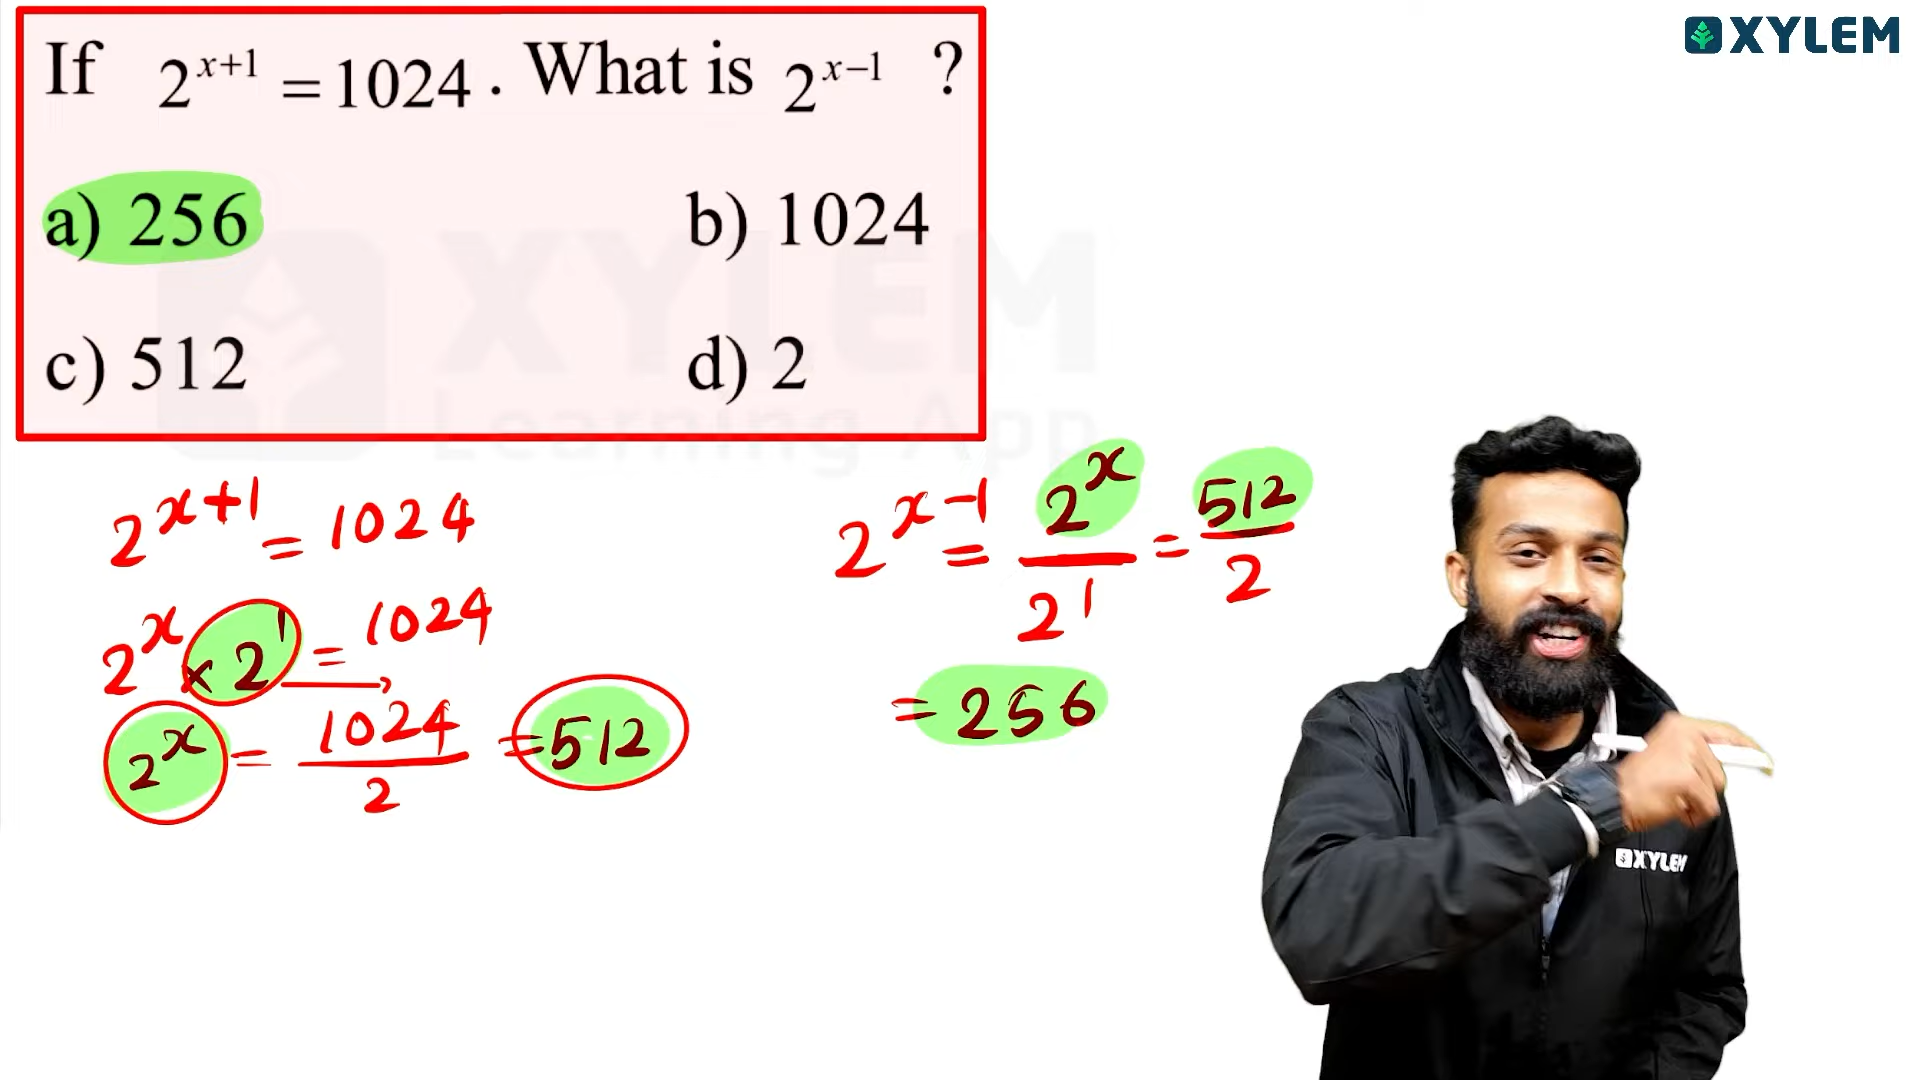 XYLEM
If 2^{x+1} = 1024 . What is 2^{x-1} ?
a) 256 b) 1024
c) 512 d) 2
XYLEM
Learning App
2^{x+1} = 1024
2^x × 2^1 = 1024
2^x = 1024/2 = 512
2^{x-1} = 2^x/2^1 = 512/2
= 256
XYLEM